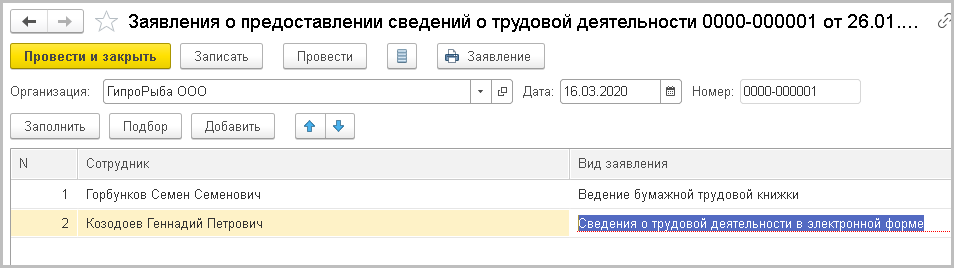 Заявления о предоставлении сведений о трудовой деятельности 0000-000001 от 26.01....
Провести и закрыть Записать Провести Заявление
Организация: ГипроРыба ООО Дата: 16.03.2020 Номер: 0000-000001
Заполнить Подбор Добавить
N Сотрудник Вид заявления
1 Горбунков Семен Семенович Ведение бумажной трудовой книжки
2 Козодоев Геннадий Петрович Сведения о трудовой деятельности в электронной форме